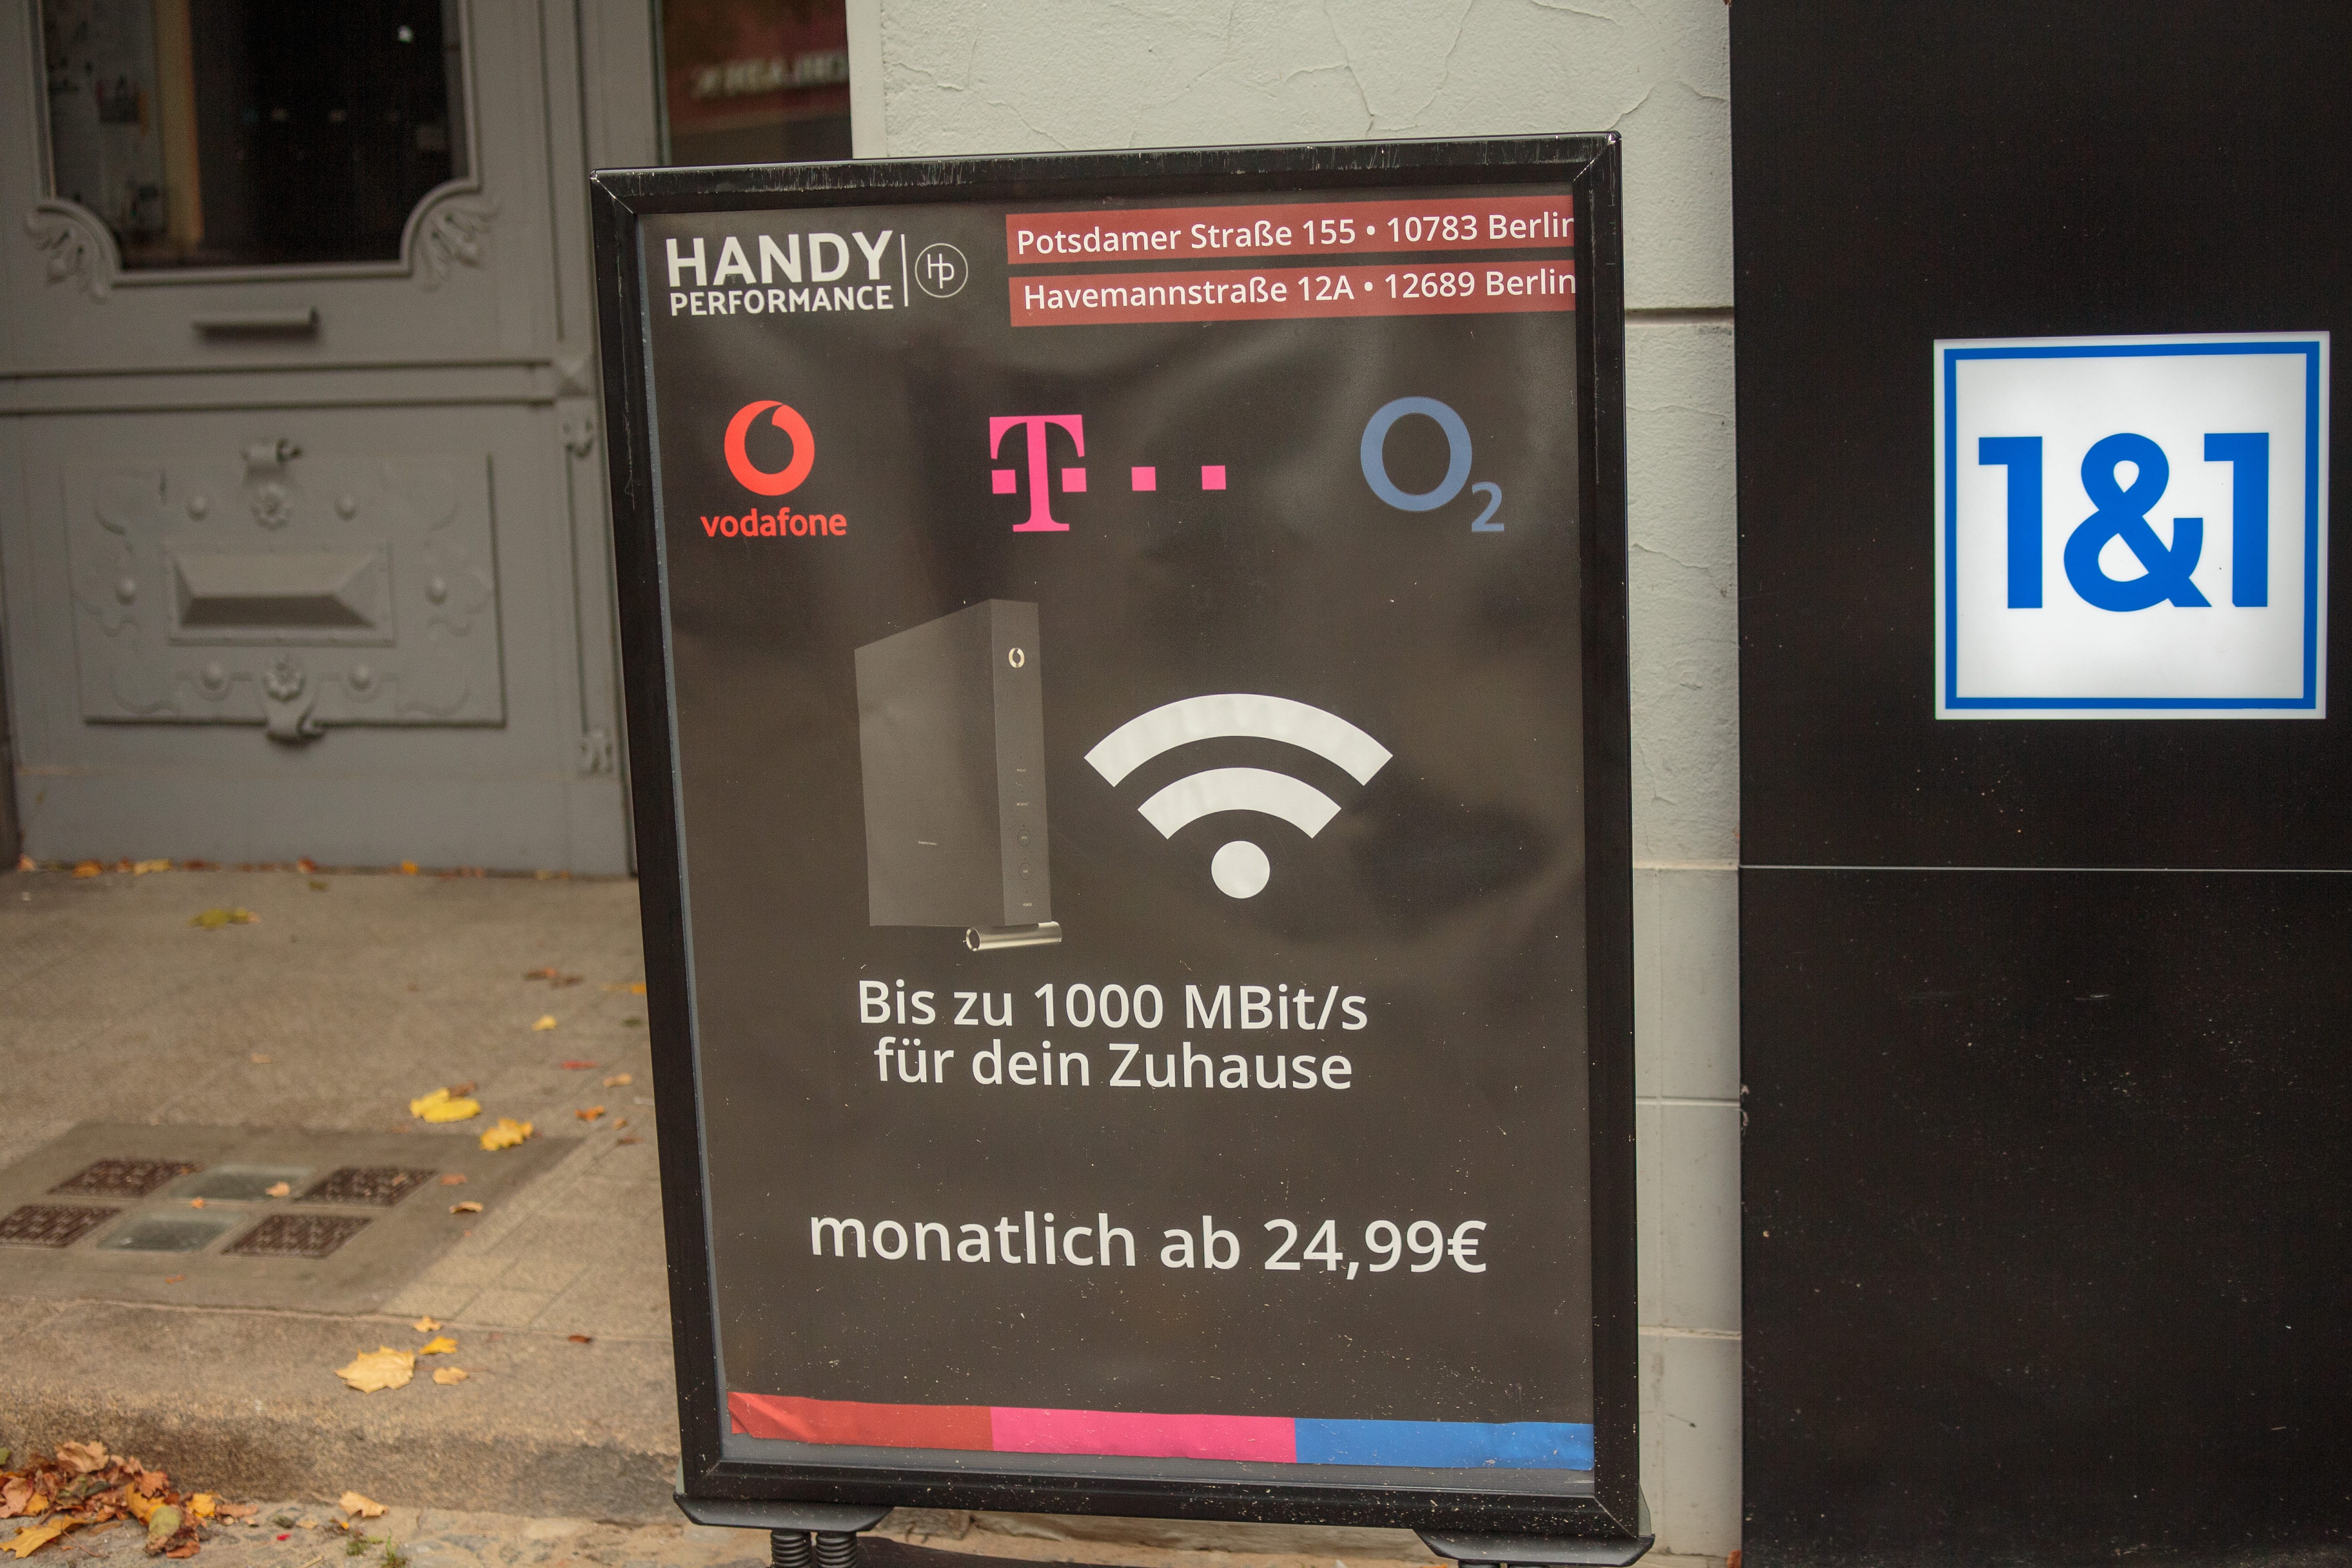 HANDY
PERFORMANCE
Hp
Potsdamer Straße 155 • 10783 Berlin
Havemannstraße 12A • 12689 Berlin
vodafone
T
O2
Bis zu 1000 MBit/s
für dein Zuhause
monatlich ab 24,99€
1&1